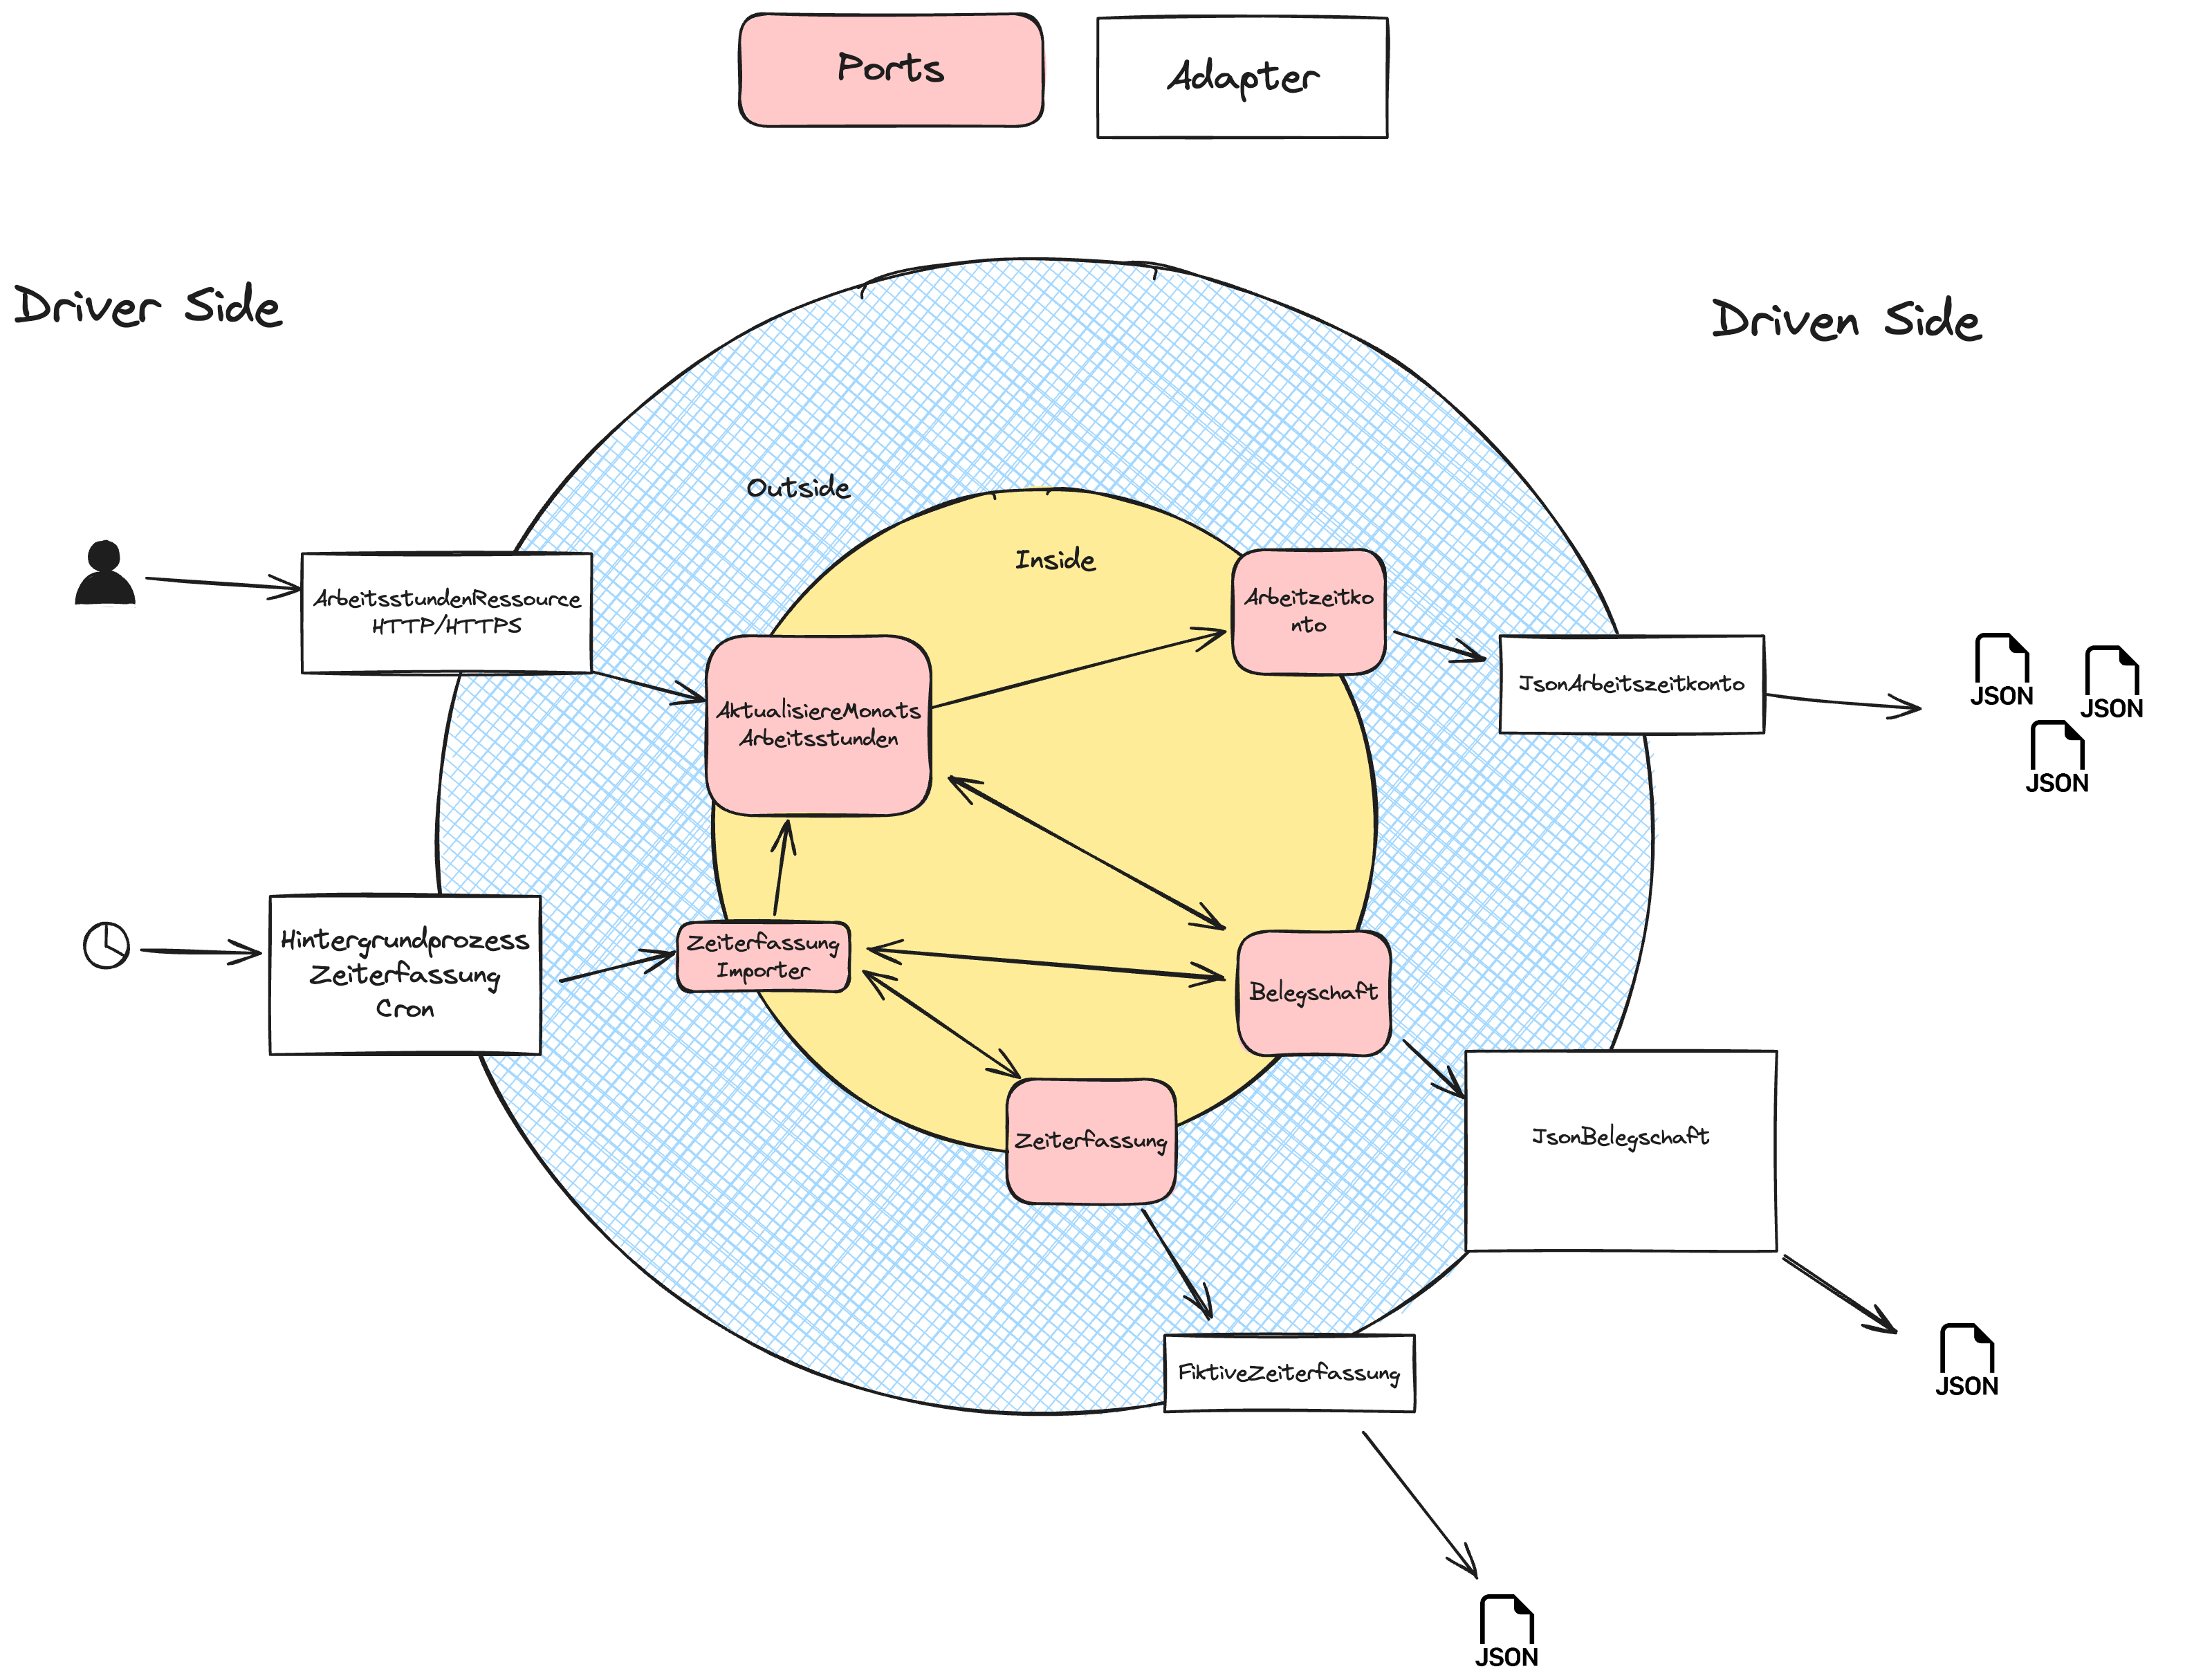 Ports
Adapter
Driver Side
Driven Side
Outside
Inside
ArbeitsstundenRessource
HTTP/HTTPS
Arbeitzeitko
nto
AktualisiereMonats
Arbeitsstunden
JsonArbeitszeitkonto
JSON
JSON
JSON
Hintergrundprozess
Zeiterfassung
Cron
Zeiterfassung
Importer
Belegschaft
Zeiterfassung
JsonBelegschaft
FiktiveZeiterfassung
JSON
JSON